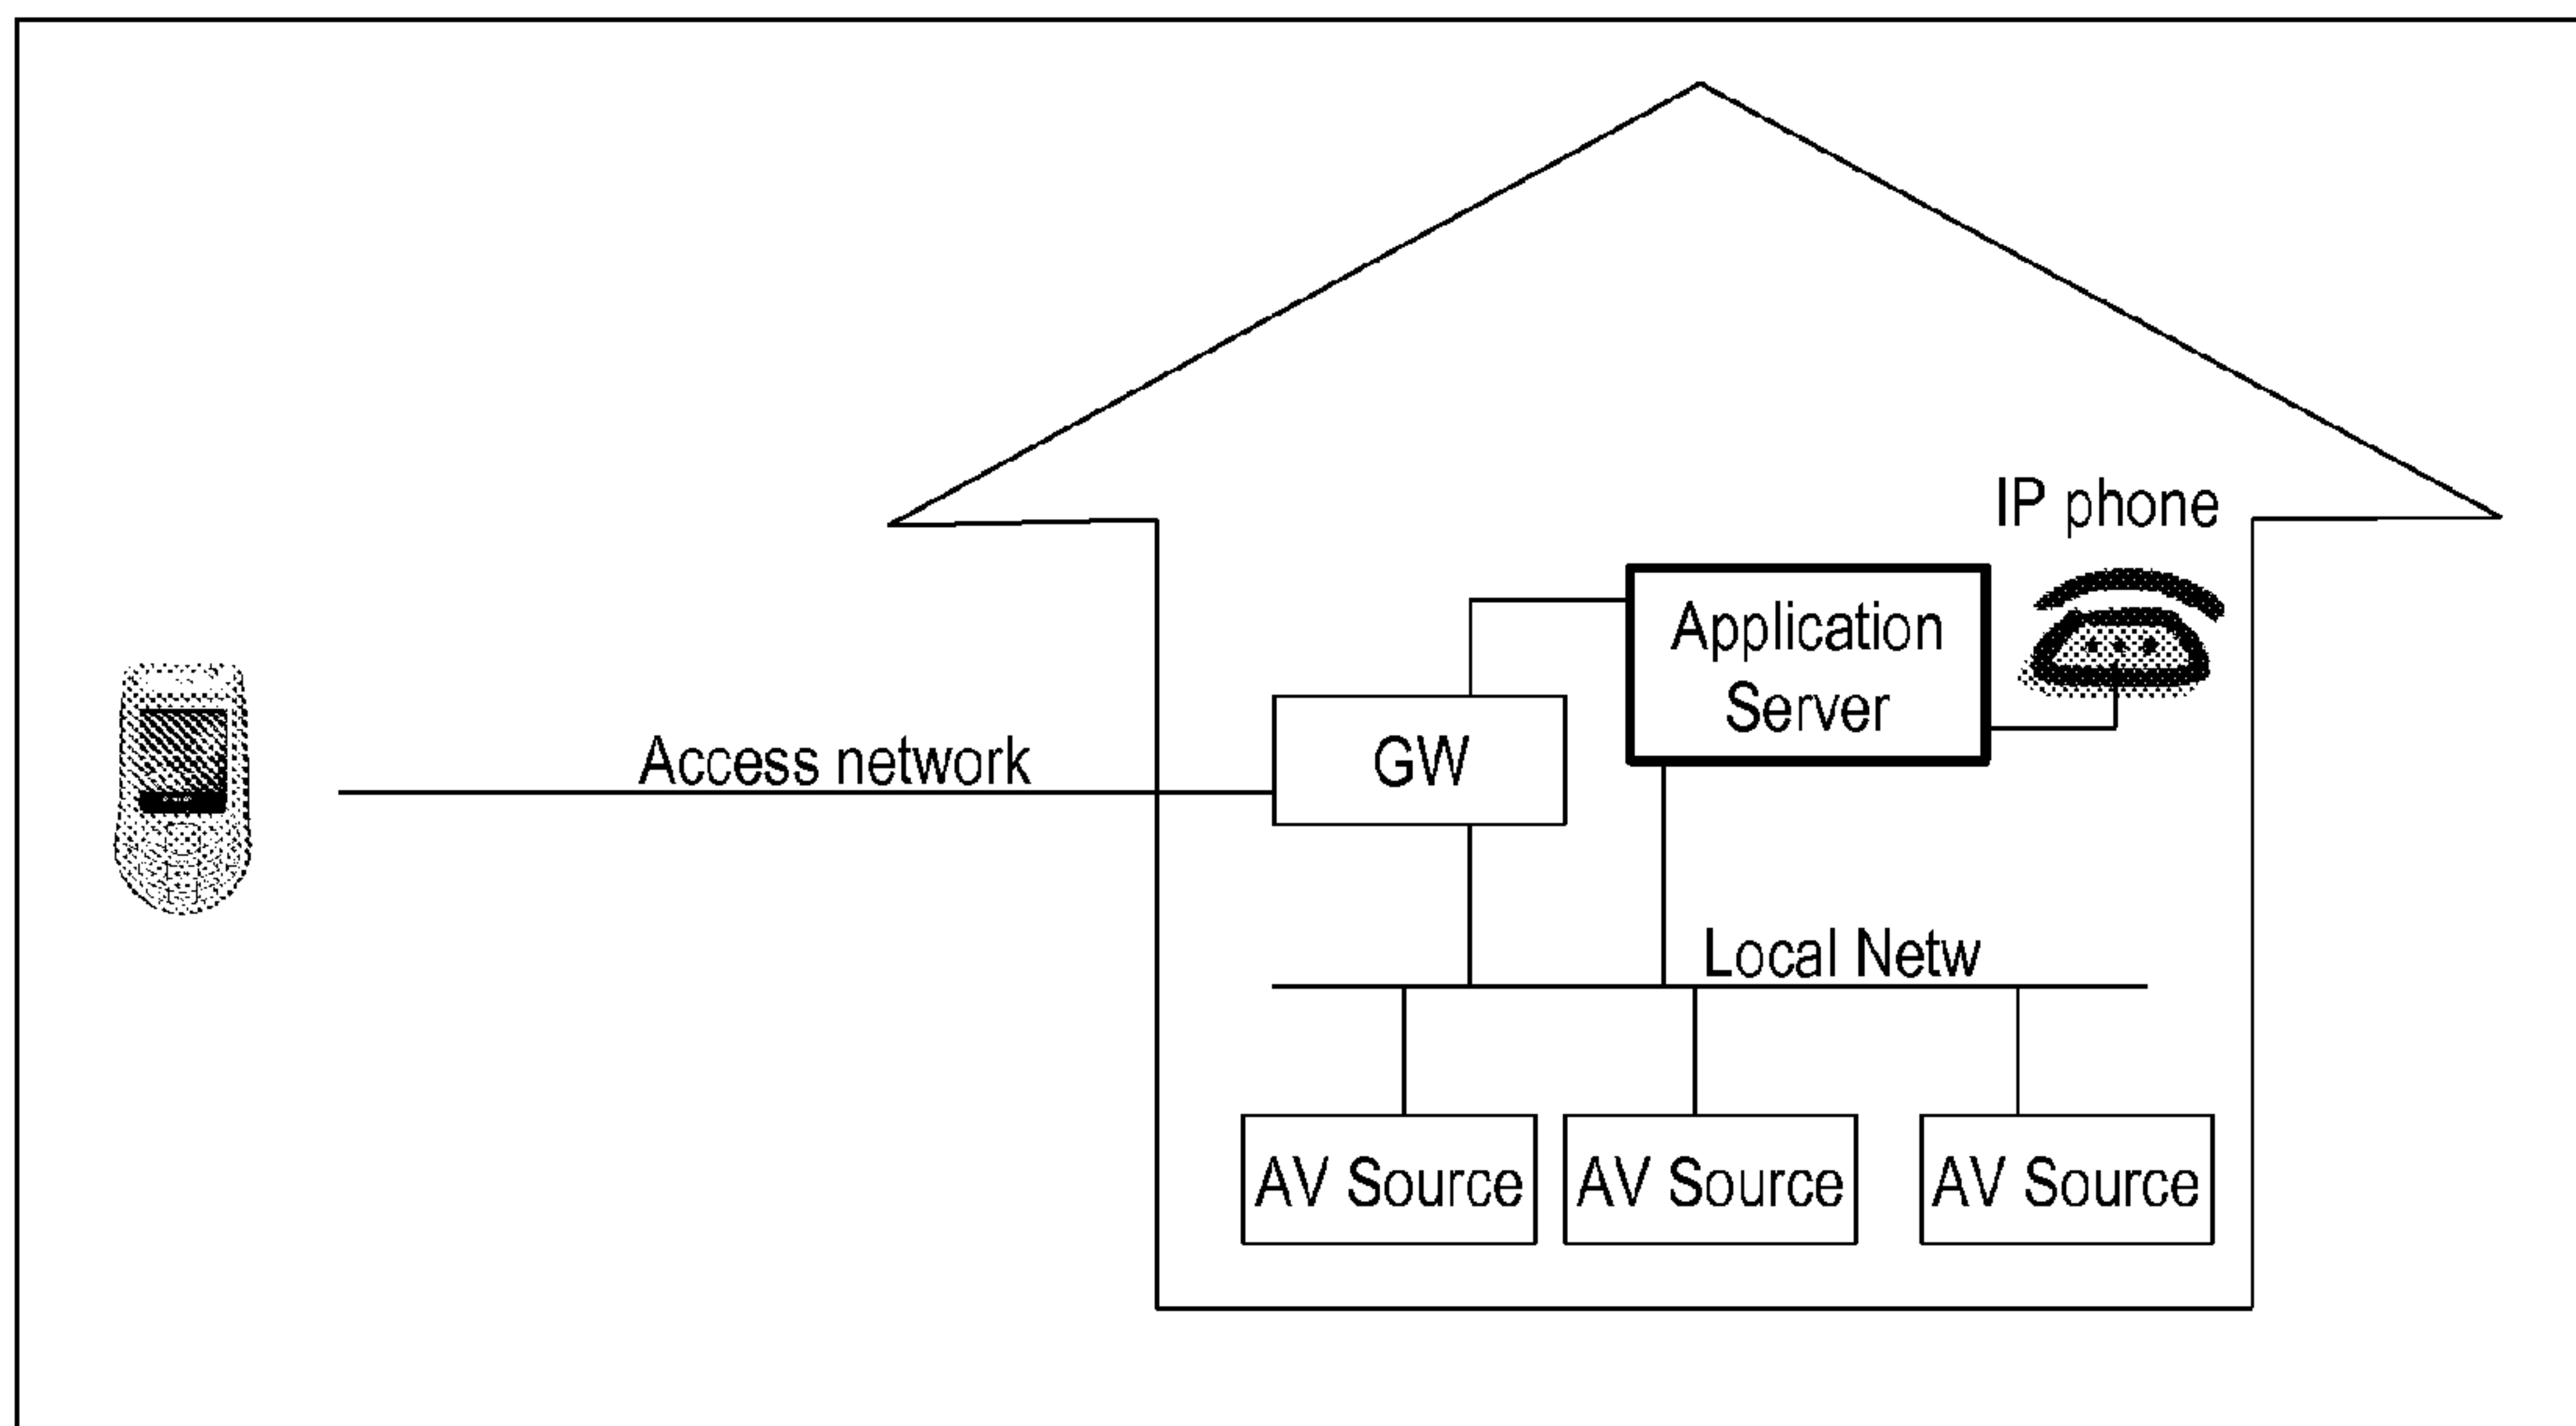 IP phone
Application
Server
Access network
GW
Local Netw
AV Source
AV Source
AV Source